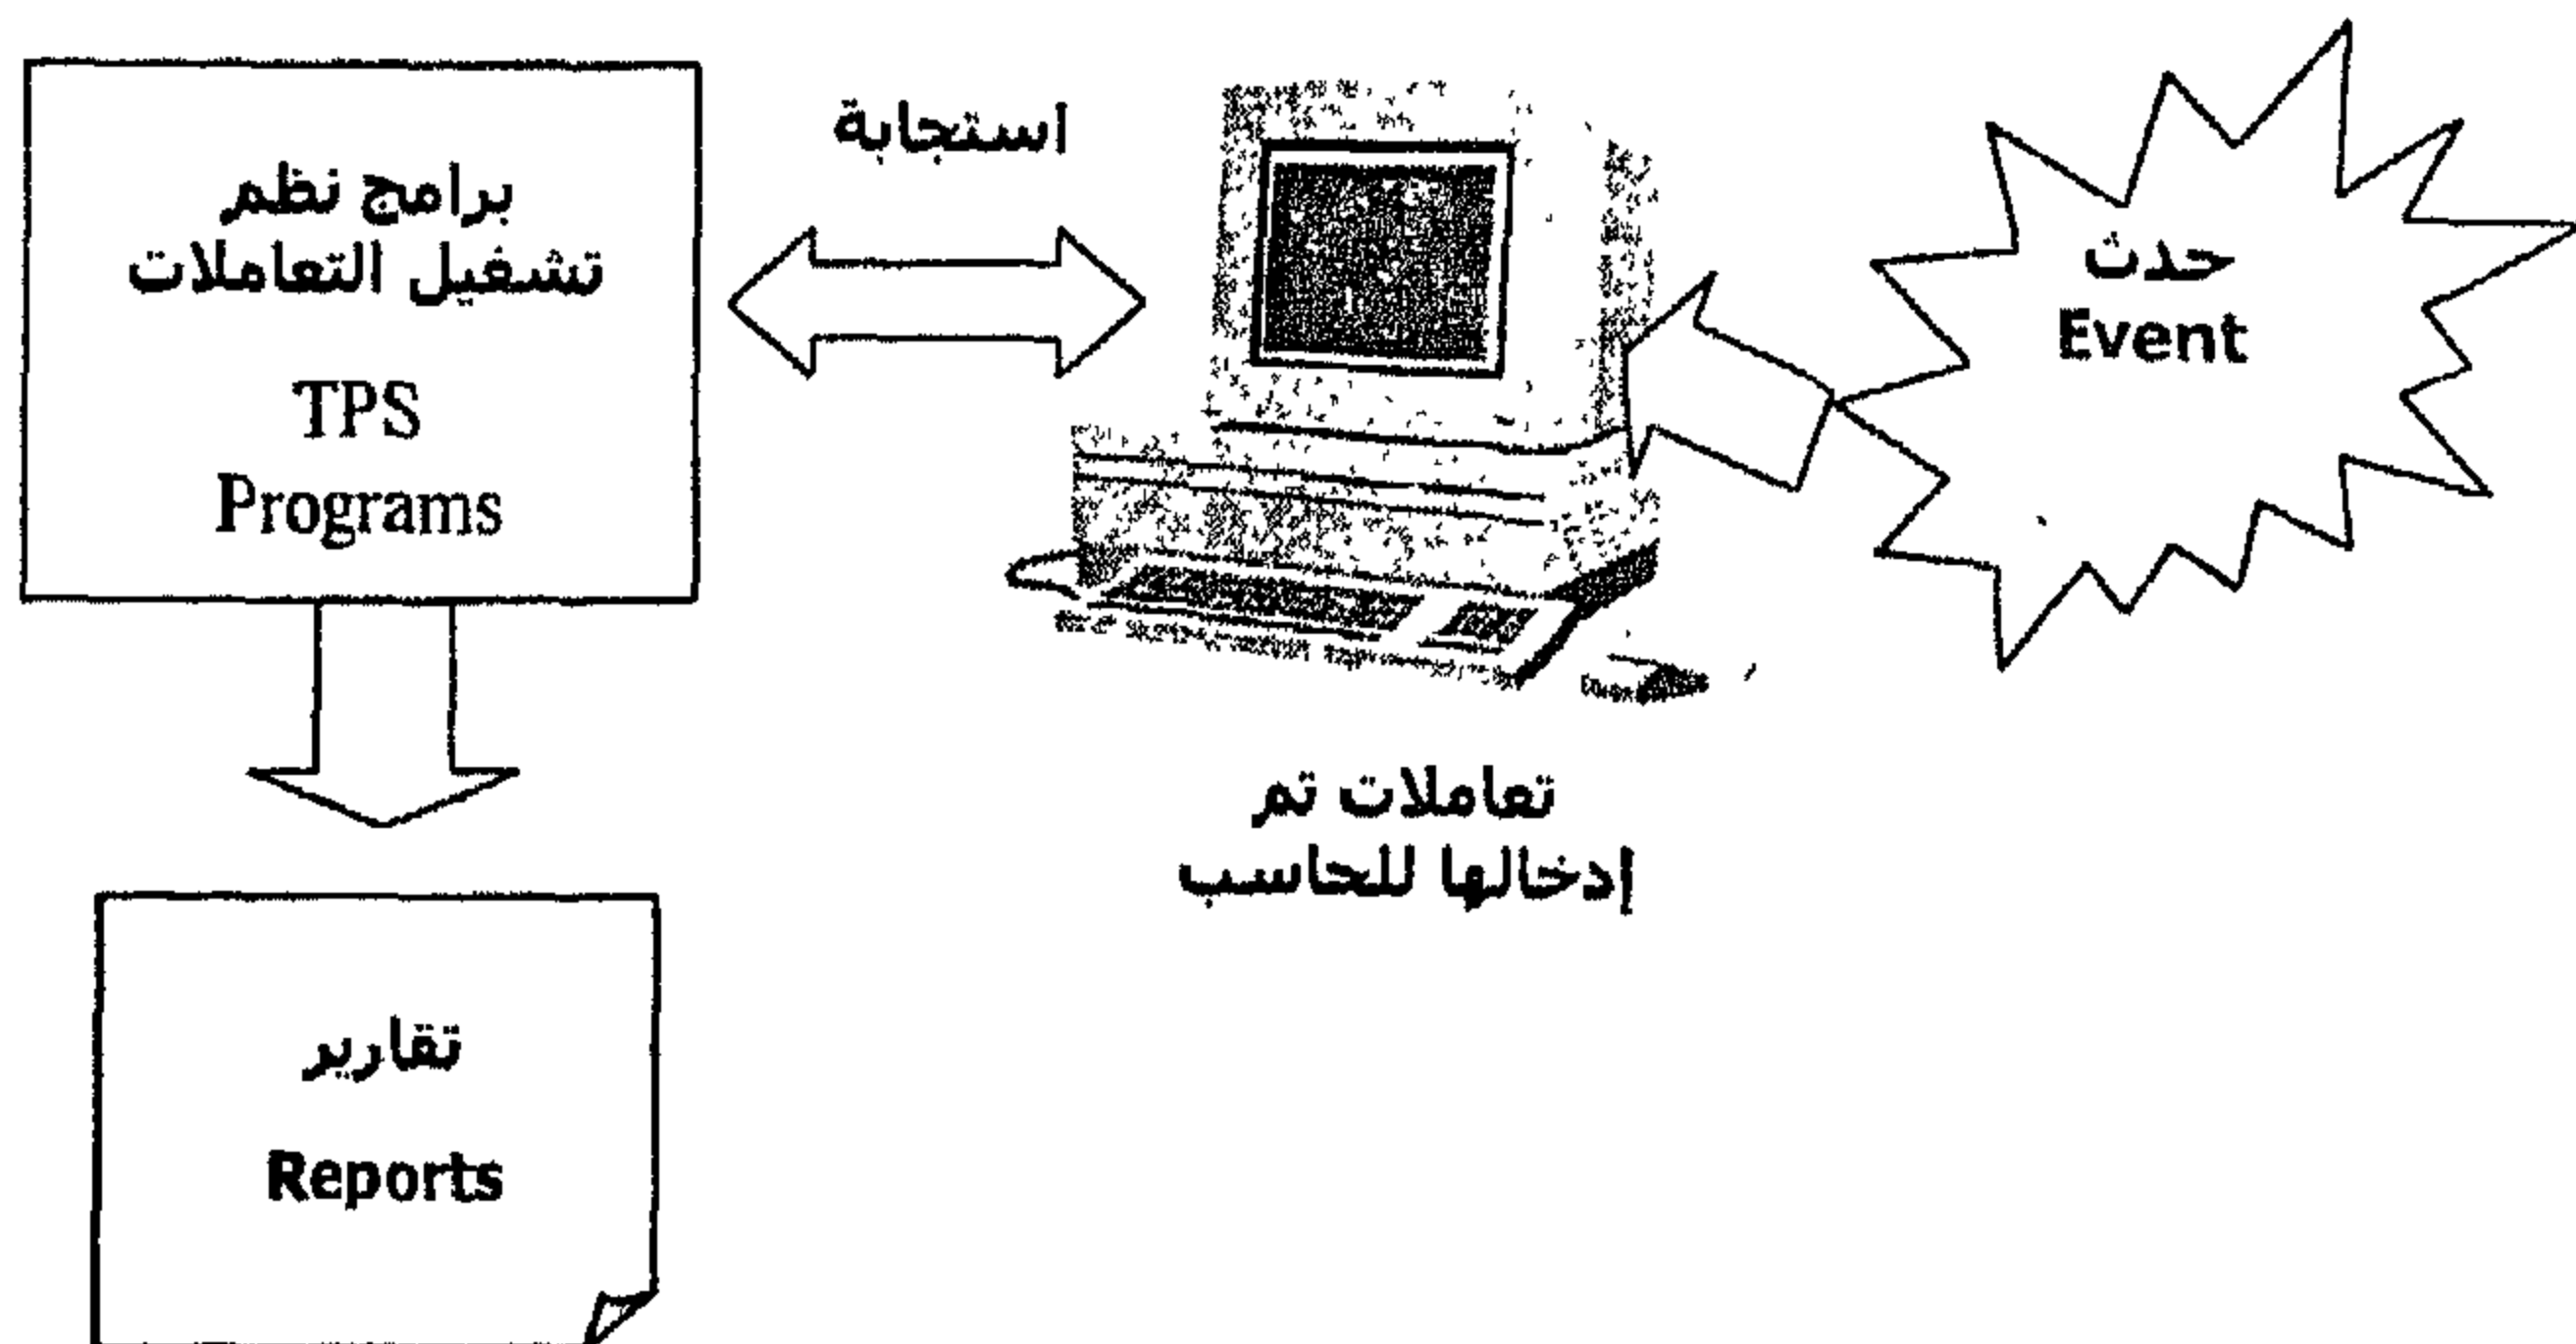 حدث
Event
استجابة
برامج نظم
تشغيل التعاملات
TPS
Programs
تعاملات تم
إدخالها للحاسب
تقارير
Reports